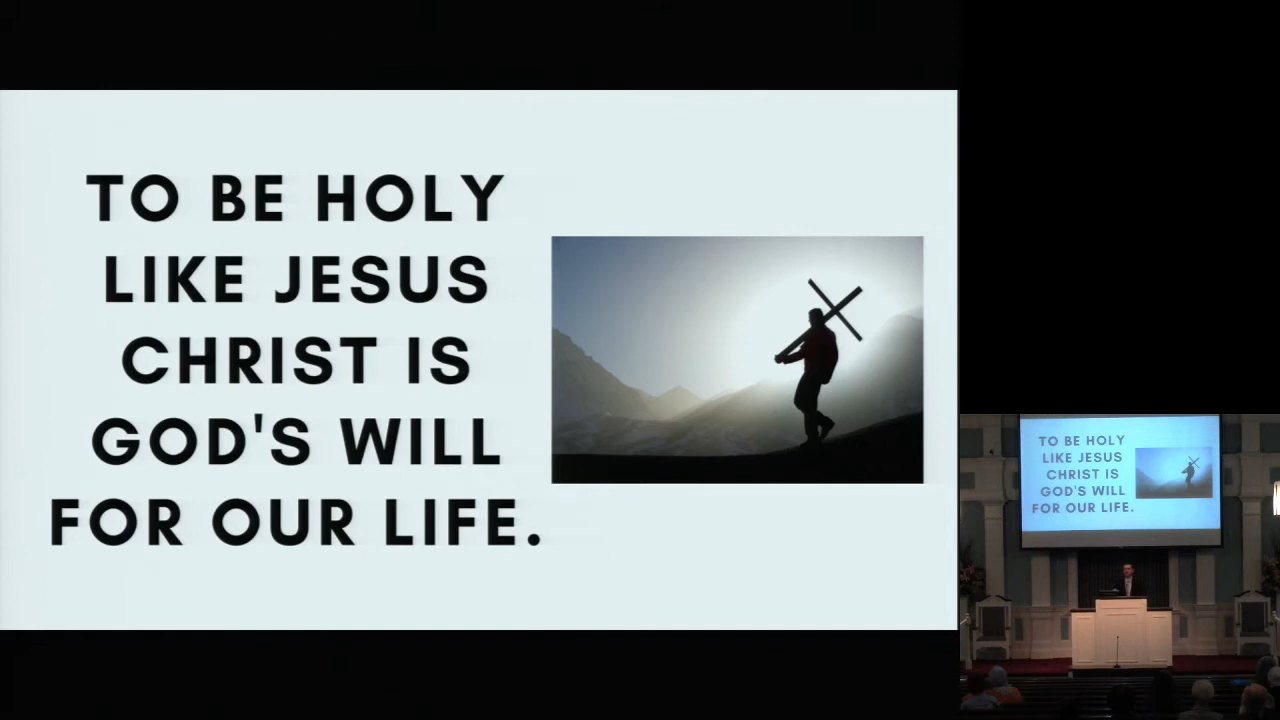 TO BE HOLY
LIKE JESUS
CHRIST IS
GOD'S WILL
FOR OUR LIFE.
TO BE HOLY
LIKE JESUS
CHRIST IS
GOD'S WILL
FOR OUR LIFE.